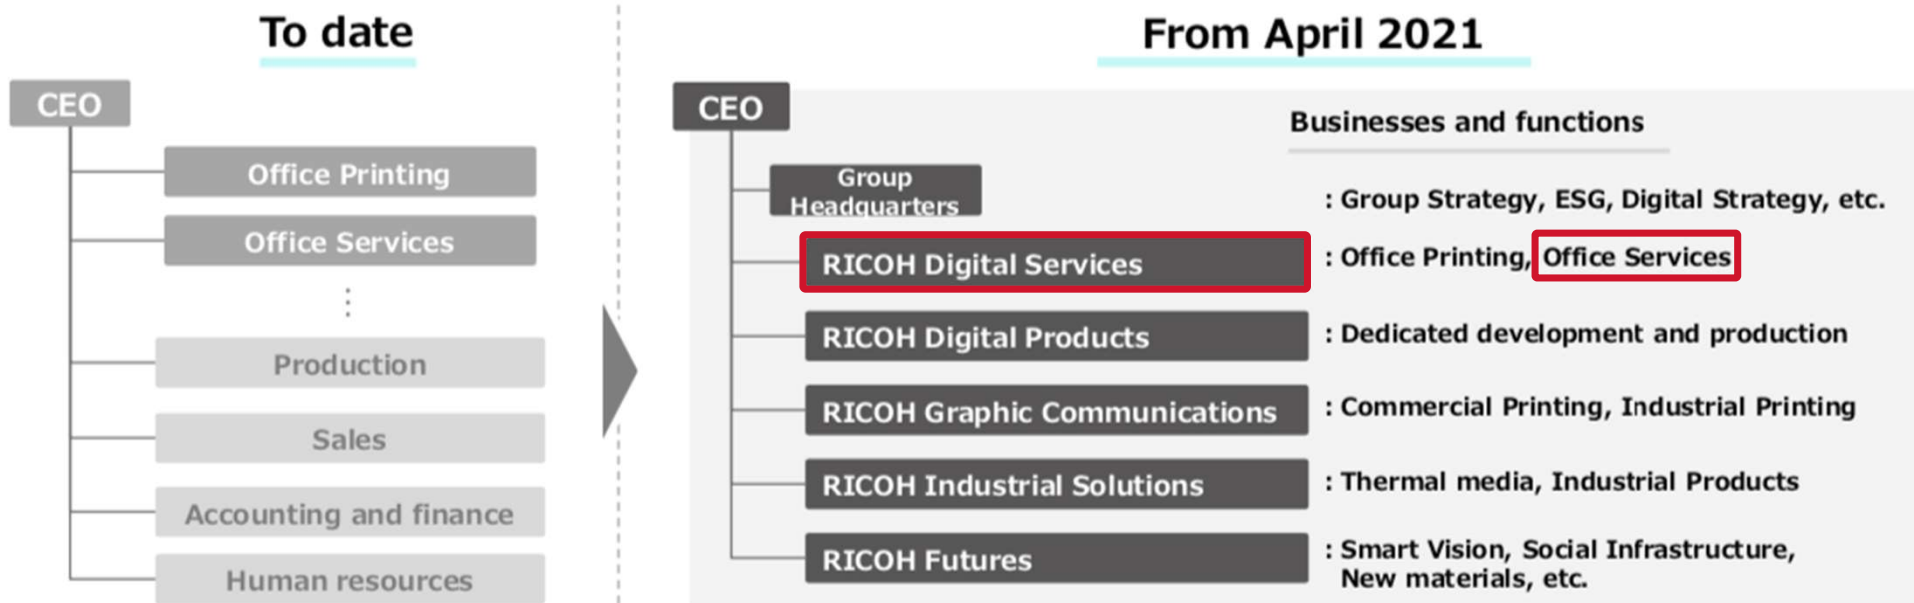 To date
CEO
Office Printing
Office Services
Production
Sales
Accounting and finance
Human resources
From April 2021
CEO
Businesses and functions
Group
Headquarters
: Group Strategy, ESG, Digital Strategy, etc.
RICOH Digital Services
: Office Printing, Office Services
RICOH Digital Products
: Dedicated development and production
RICOH Graphic Communications
: Commercial Printing, Industrial Printing
RICOH Industrial Solutions
: Thermal media, Industrial Products
RICOH Futures
: Smart Vision, Social Infrastructure,
New materials, etc.